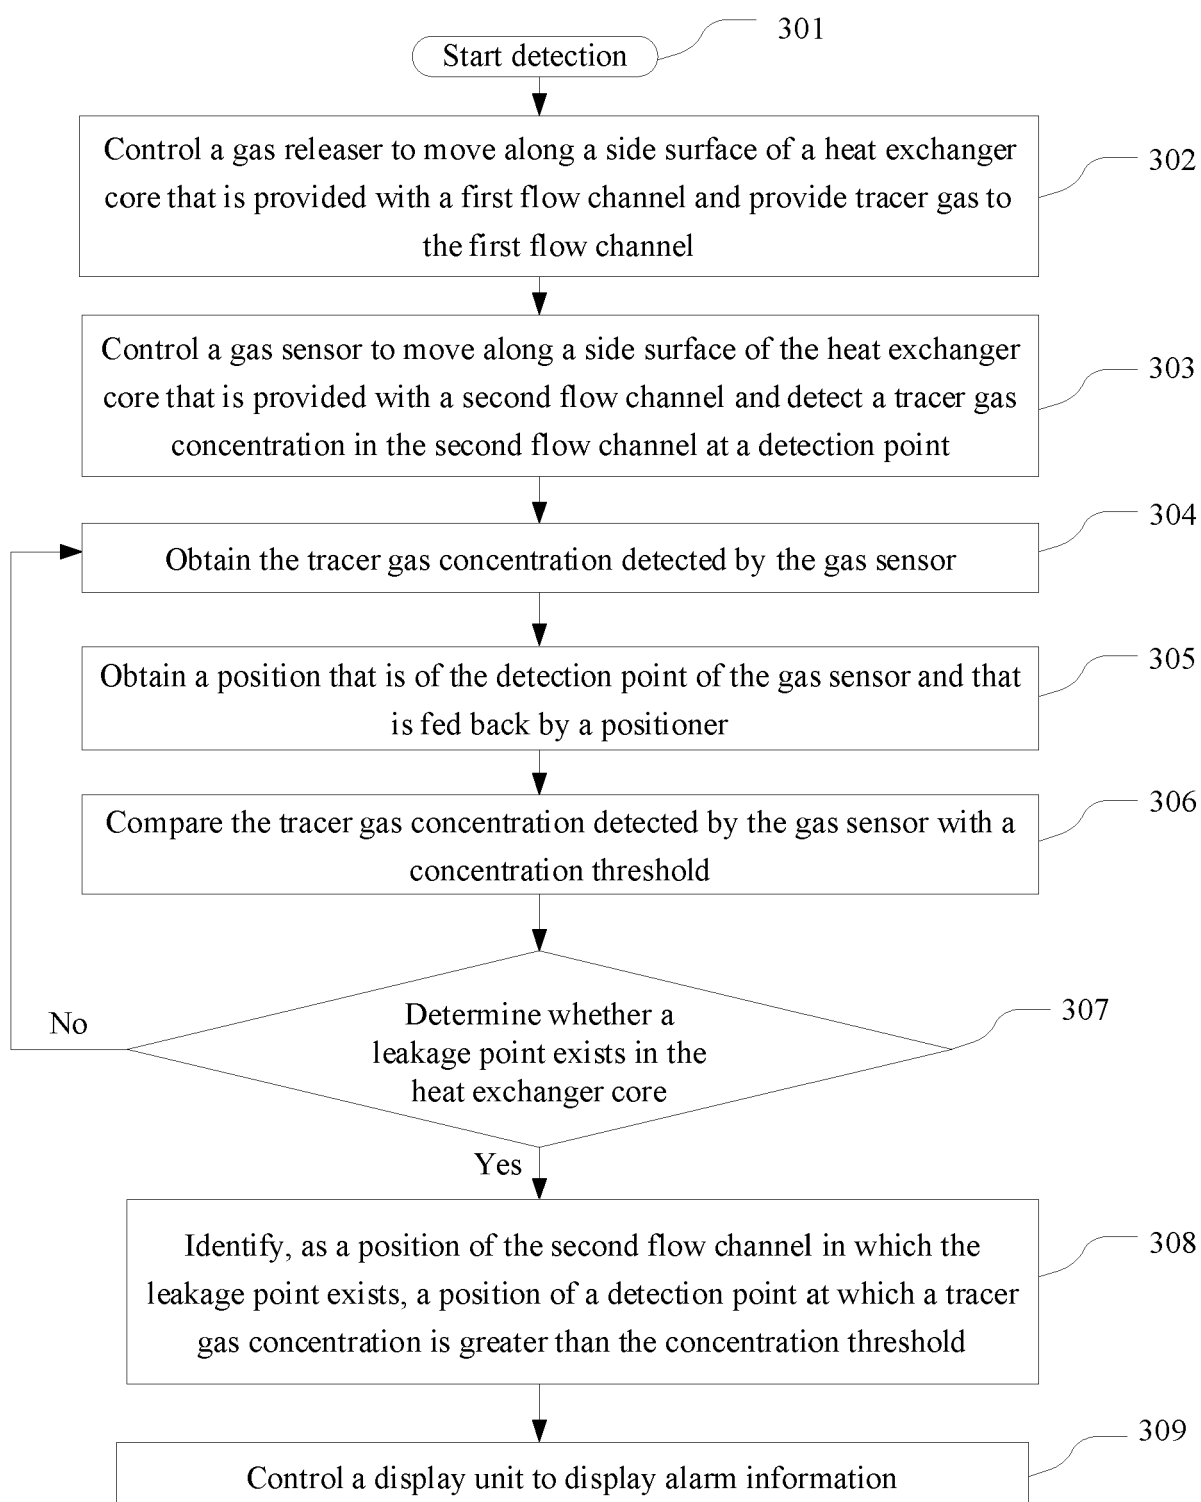 301
Start detection
Control a gas releaser to move along a side surface of a heat exchanger
core that is provided with a first flow channel and provide tracer gas to
the first flow channel
302
Control a gas sensor to move along a side surface of the heat exchanger
core that is provided with a second flow channel and detect a tracer gas
concentration in the second flow channel at a detection point
303
304
Obtain the tracer gas concentration detected by the gas sensor
305
Obtain a position that is of the detection point of the gas sensor and that
is fed back by a positioner
306
Compare the tracer gas concentration detected by the gas sensor with a
concentration threshold
307
Determine whether a
leakage point exists in the
heat exchanger core
No
Yes
308
Identify, as a position of the second flow channel in which the
leakage point exists, a position of a detection point at which a tracer
gas concentration is greater than the concentration threshold
309
Control a display unit to display alarm information